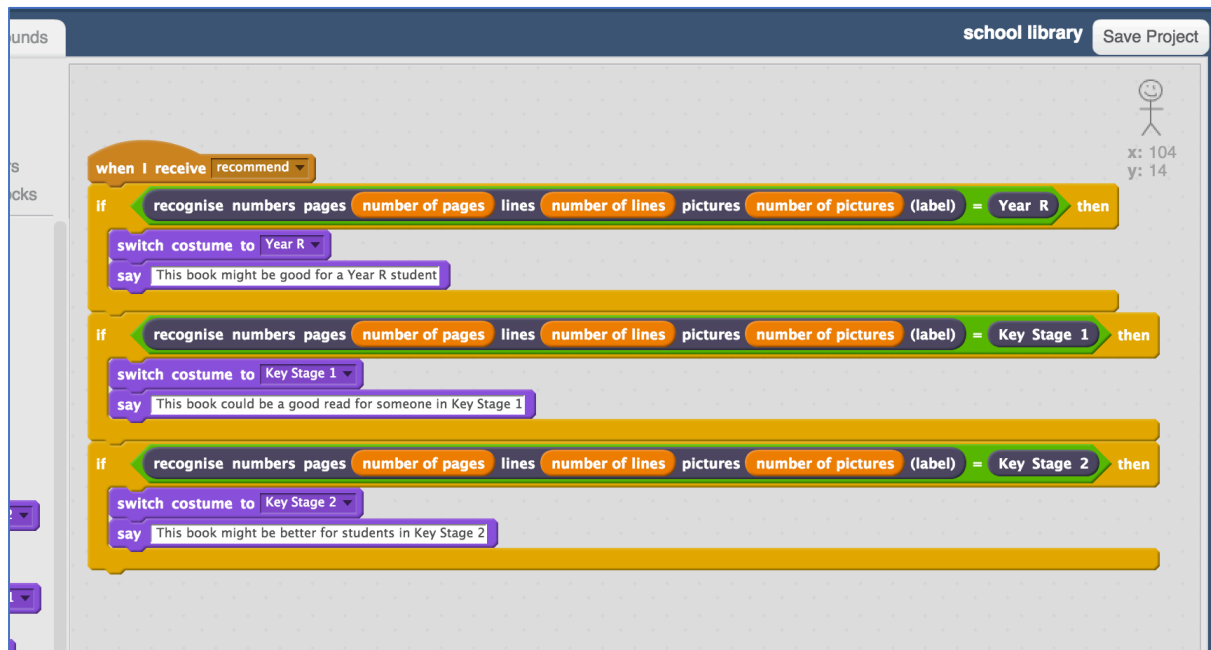 unds
school library
Save Project
x: 104
y: 14
rs
ocks
when I receive recommend
if recognise numbers pages number of pages lines number of lines pictures number of pictures (label) = Year R then
switch costume to Year R
say This book might be good for a Year R student
if recognise numbers pages number of pages lines number of lines pictures number of pictures (label) = Key Stage 1 then
switch costume to Key Stage 1
say This book could be a good read for someone in Key Stage 1
if recognise numbers pages number of pages lines number of lines pictures number of pictures (label) = Key Stage 2 then
switch costume to Key Stage 2
say This book might be better for students in Key Stage 2